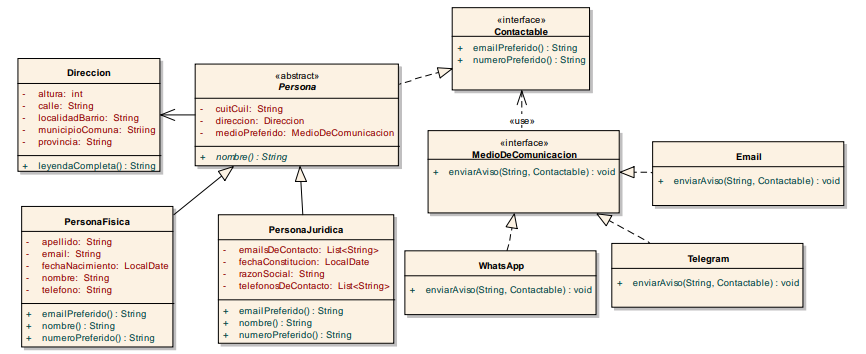 «interface»
Contactable
+ emailPreferido() : String
+ numeroPreferido() : String
Direccion
- altura: int
- calle: String
- localidadBarrio: String
- municipioComuna: Striing
- provincia: String
+ leyendaCompleta() : String
«abstract»
Persona
- cuitCuil: String
- direccion: Direccion
- medioPreferido: MedioDeComunicacion
+ nombre() : String
«use»
«interface»
MedioDeComunicacion
+ enviarAviso(String, Contactable) : void
Email
+ enviarAviso(String, Contactable) : void
PersonaFisica
- apellido: String
- email: String
- fechaNacimiento: LocalDate
- nombre: String
- telefono: String
+ emailPreferido() : String
+ nombre() : String
+ numeroPreferido() : String
PersonaJuridica
- emailsDeContacto: List<String>
- fechaConstitucion: LocalDate
- razonSocial: String
- telefonosDeContacto: List<String>
+ emailPreferido() : String
+ nombre() : String
+ numeroPreferido() : String
WhatsApp
+ enviarAviso(String, Contactable) : void
Telegram
+ enviarAviso(String, Contactable) : void